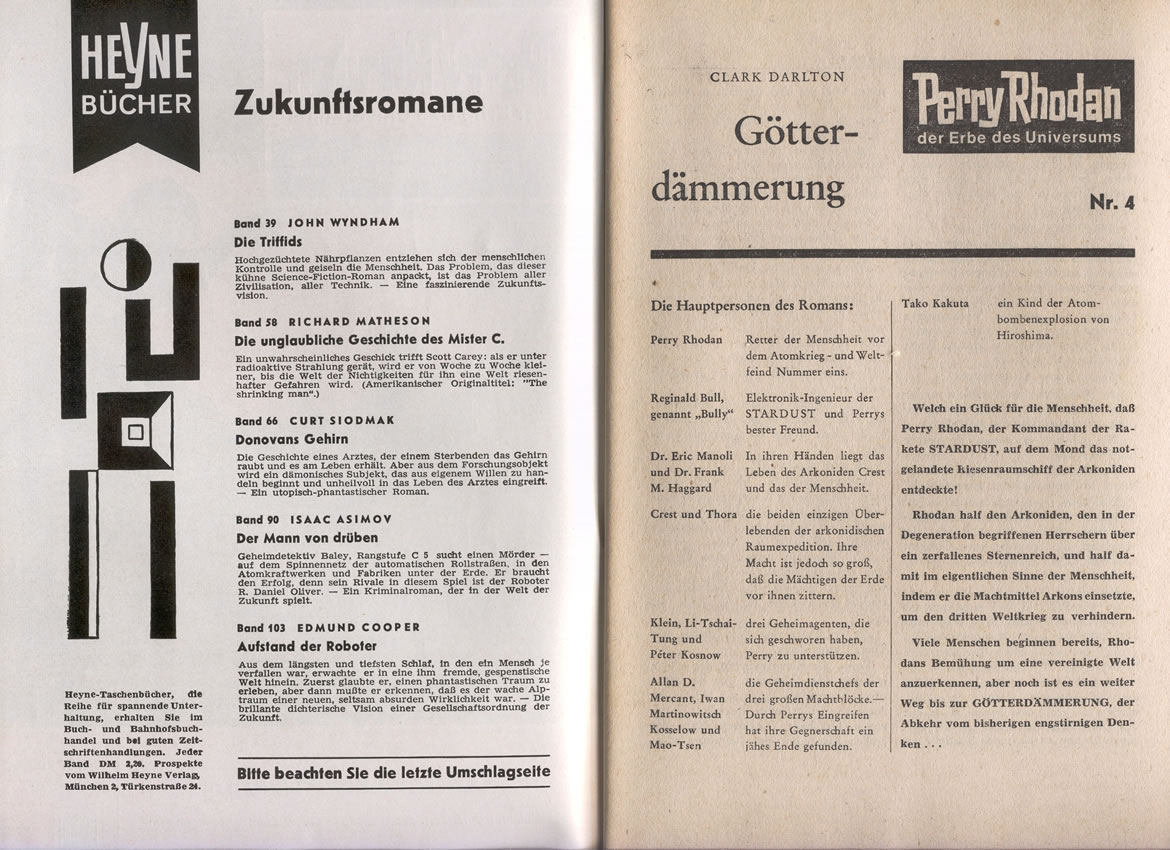 HEYNE
BÜCHER
Zukunftsromane
Band 39 JOHN WYNDHAM
Die Triffids
Hochgezüchtete Nährpflanzen entziehen sich der menschlichen
Kontrolle und geiseln die Menschheit. Das Problem, das dieser
kühne Science-Fiction-Roman anpackt, ist das Problem aller
Zivilisation, aller Technik. — Eine faszinierende Zukunfts-
vision.
Band 58 RICHARD MATHESON
Die unglaubliche Geschichte des Mister C.
Ein unwahrscheinliches Geschick trifft Scott Carey: als er unter
radioaktive Strahlung gerät, wird er von Woche zu Woche klei-
ner, bis die Welt der Nichtigkeiten für ihn eine Welt riesen-
hafter Gefahren wird. (Amerikanischer Originaltitel: "The
shrinking man".)
Band 66 CURT SIODMAK
Donovans Gehirn
Die Geschichte eines Arztes, der einem Sterbenden das Gehirn
raubt und es am Leben erhält. Aber aus dem Forschungsobjekt
wird ein dämonisches Subjekt, das aus eigenem Willen zu han-
deln beginnt und unheilvoll in das Leben des Arztes eingreift.
— Ein utopisch-phantastischer Roman.
Band 90 ISAAC ASIMOV
Der Mann von drüben
Geheimdetektiv Baley, Rangstufe C 5 sucht einen Mörder —
auf dem Spinnennetz der automatischen Rollstraßen, in den
Atomkraftwerken und Fabriken unter der Erde. Er braucht
den Erfolg, denn sein Rivale in diesem Spiel ist der Roboter
R. Daniel Oliver. — Ein Kriminalroman, der in der Welt der
Zukunft spielt.
Band 103 EDMUND COOPER
Aufstand der Roboter
Aus dem längsten und tiefsten Schlaf, in den ein Mensch je
verfallen war, erwachte er in eine ihm fremde, gespenstische
Welt hinein. Zuerst glaubte er, einen phantastischen Traum zu
erleben, aber dann mußte er erkennen, daß es der wache Alp-
traum einer neuen, seltsam absurden Wirklichkeit war. — Die
brillante dichterische Vision einer Gesellschaftsordnung der
Zukunft.
Heyne-Taschenbücher, die
Reihe für spannende Unter-
haltung, erhalten Sie im
Buch- und Bahnhofsbuch-
handel und bei guten Zeit-
schriftenhandlungen. Jeder
Band DM 2,20. Prospekte
vom Wilhelm Heyne Verlag,
München 2, Türkenstraße 24.
Bitte beachten Sie die letzte Umschlagseite
CLARK DARLTON
Götter-
dämmerung
Perry Rhodan
der Erbe des Universums
Nr. 4
Die Hauptpersonen des Romans:
Perry Rhodan Retter der Menschheit vor
dem Atomkrieg - und Welt-
feind Nummer eins.
Reginald Bull, Elektronik-Ingenieur der
genannt „Bully“ STARDUST und Perrys
bester Freund.
Dr. Eric Manoli In ihren Händen liegt das
und Dr. Frank Leben des Arkoniden Crest
M. Haggard und das der Menschheit.
Crest und Thora die beiden einzigen Über-
lebenden der arkonidischen
Raumexpedition. Ihre
Macht ist jedoch so groß,
daß die Mächtigen der Erde
vor ihnen zittern.
Klein, Li-Tschai- drei Geheimagenten, die
Tung und sich geschworen haben,
Peter Kosnow Perry zu unterstützen.
Allan D. die Geheimdienstchefs der
Mercant, Iwan drei großen Machtblöcke.—
Martinowitsch Durch Perrys Eingreifen
Kosselow und hat ihre Gegnerschaft ein
Mao-Tsen jähes Ende gefunden.
Tako Kakuta ein Kind der Atom-
bombenexplosion von
Hiroshima.
Welch ein Glück für die Menschheit, daß
Perry Rhodan, der Kommandant der Ra-
kete STARDUST, auf dem Mond das not-
gelandete Riesenraumschiff der Arkoniden
entdeckte!
Rhodan half den Arkoniden, den in der
Degeneration begriffenen Herrschern über
ein zerfallenes Sternenreich, und half da-
mit im eigentlichen Sinne der Menschheit,
indem er die Machtmittel Arkons einsetzte,
um den dritten Weltkrieg zu verhindern.
Viele Menschen beginnen bereits, Rho-
dans Bemühung um eine vereinigte Welt
anzuerkennen, aber noch ist es ein weiter
Weg bis zur GÖTTERDÄMMERUNG, der
Abkehr vom bisherigen engstirnigen Den-
ken . . .